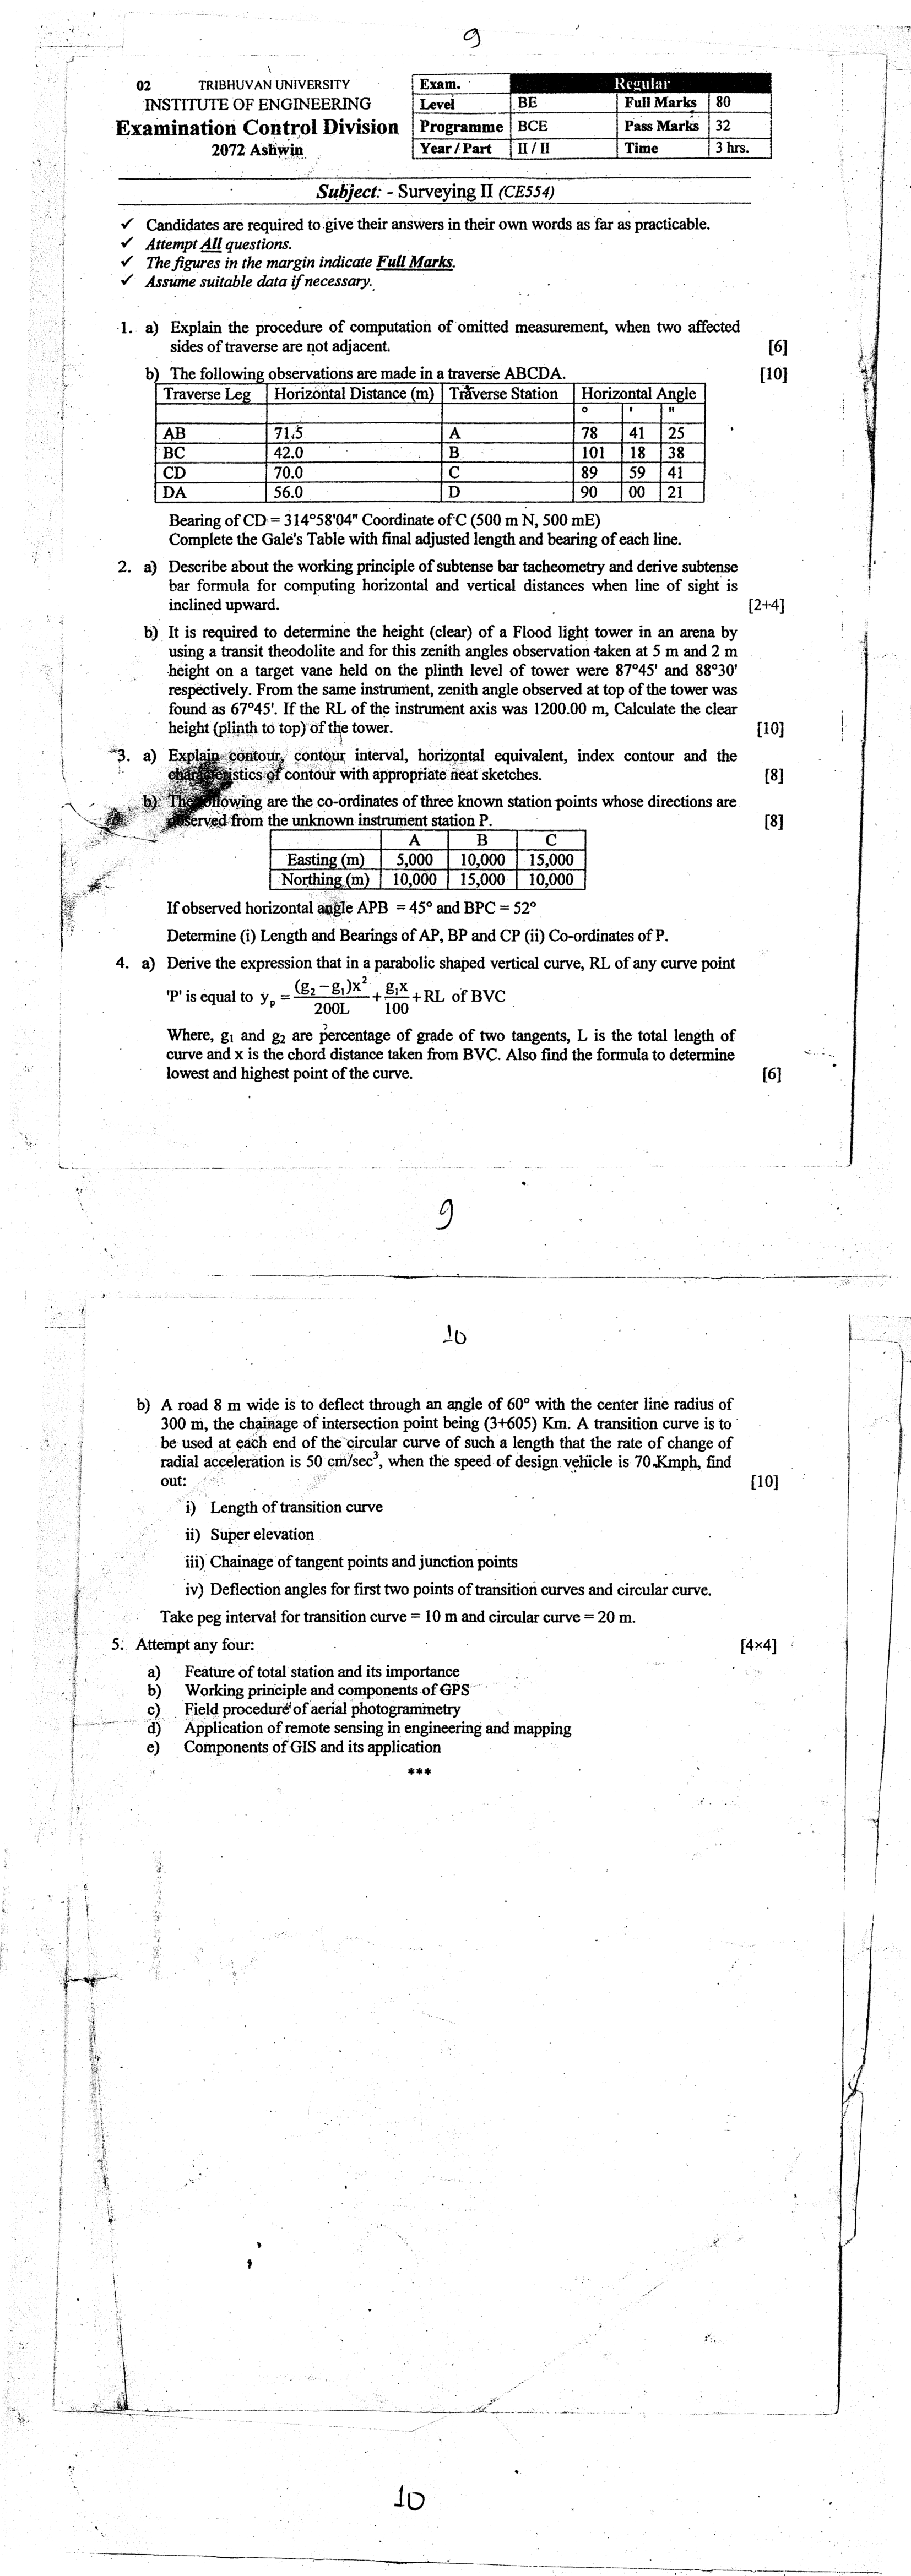 9
02 TRIBHUVAN UNIVERSITY
INSTITUTE OF ENGINEERING
Examination Control Division
2072 Ashwin
Exam. Regular
Level BE Full Marks 80
Programme BCE Pass Marks 32
Year / Part II / II Time 3 hrs.
Subject: - Surveying II (CE554)
✓ Candidates are required to give their answers in their own words as far as practicable.
✓ Attempt All questions.
✓ The figures in the margin indicate Full Marks.
✓ Assume suitable data if necessary.
1. a) Explain the procedure of computation of omitted measurement, when two affected
sides of traverse are not adjacent. [6]
b) The following observations are made in a traverse ABCDA. [10]
Traverse Leg Horizontal Distance (m) Traverse Station Horizontal Angle
° ' "
AB 71.5 A 78 41 25
BC 42.0 B 101 18 38
CD 70.0 C 89 59 41
DA 56.0 D 90 00 21
Bearing of CD = 314°58'04" Coordinate of C (500 m N, 500 mE)
Complete the Gale's Table with final adjusted length and bearing of each line.
2. a) Describe about the working principle of subtense bar tacheometry and derive subtense
bar formula for computing horizontal and vertical distances when line of sight is
inclined upward. [2+4]
b) It is required to determine the height (clear) of a Flood light tower in an arena by
using a transit theodolite and for this zenith angles observation taken at 5 m and 2 m
height on a target vane held on the plinth level of tower were 87°45' and 88°30'
respectively. From the same instrument, zenith angle observed at top of the tower was
found as 67°45'. If the RL of the instrument axis was 1200.00 m, Calculate the clear
height (plinth to top) of the tower. [10]
3. a) Explain contour, contour interval, horizontal equivalent, index contour and the
characteristics of contour with appropriate neat sketches. [8]
b) The following are the co-ordinates of three known station points whose directions are
observed from the unknown instrument station P. [8]
A B C
Easting (m) 5,000 10,000 15,000
Northing (m) 10,000 15,000 10,000
If observed horizontal angle APB = 45° and BPC = 52°
Determine (i) Length and Bearings of AP, BP and CP (ii) Co-ordinates of P.
4. a) Derive the expression that in a parabolic shaped vertical curve, RL of any curve point
'P' is equal to yₚ = (g₂ – g₁)x²/200L + g₁x/100 + RL of BVC
Where, g₁ and g₂ are percentage of grade of two tangents, L is the total length of
curve and x is the chord distance taken from BVC. Also find the formula to determine
lowest and highest point of the curve. [6]
9
10
b) A road 8 m wide is to deflect through an angle of 60° with the center line radius of
300 m, the chainage of intersection point being (3+605) Km. A transition curve is to
be used at each end of the circular curve of such a length that the rate of change of
radial acceleration is 50 cm/sec³, when the speed of design vehicle is 70 Kmph, find
out: [10]
i) Length of transition curve
ii) Super elevation
iii) Chainage of tangent points and junction points
iv) Deflection angles for first two points of transition curves and circular curve.
Take peg interval for transition curve = 10 m and circular curve = 20 m.
5. Attempt any four: [4×4]
a) Feature of total station and its importance
b) Working principle and components of GPS
c) Field procedure of aerial photogrammetry
d) Application of remote sensing in engineering and mapping
e) Components of GIS and its application
***
10